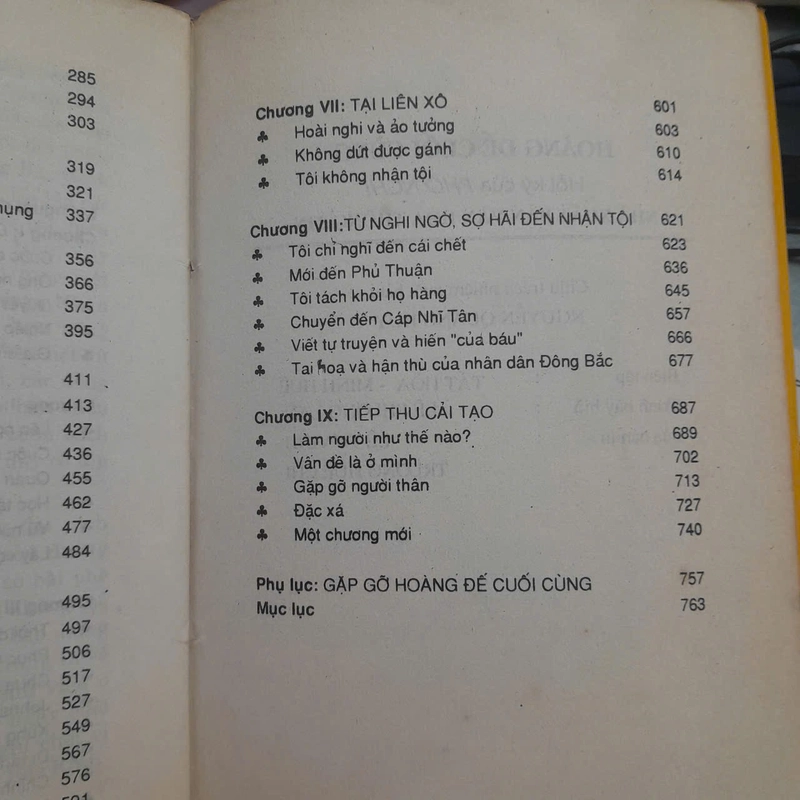 285
294
303
319
321
hụng 337
356
366
375
395
411
413
427
436
455
462
477
484
495
497
506
517
527
549
567
576
Chương VII: TẠI LIÊN XÔ 601
♣ Hoài nghi và ảo tưởng 603
♣ Không dứt được gánh 610
♣ Tôi không nhận tội 614
Chương VIII:TỪ NGHI NGỜ, SỢ HÃI ĐẾN NHẬN TỘI 621
♣ Tôi chỉ nghĩ đến cái chết 623
♣ Mới đến Phủ Thuận 636
♣ Tôi tách khỏi họ hàng 645
♣ Chuyển đến Cáp Nhĩ Tân 657
♣ Viết tự truyện và hiến "của báu" 666
♣ Tai hoạ và hận thù của nhân dân Đông Bắc 677
Chương IX: TIẾP THU CẢI TẠO 687
♣ Làm người như thế nào? 689
♣ Vấn đề là ở mình 702
♣ Gặp gỡ người thân 713
♣ Đặc xá 727
♣ Một chương mới 740
Phụ lục: GẶP GỠ HOÀNG ĐẾ CUỐI CÙNG 757
Mục lục 763